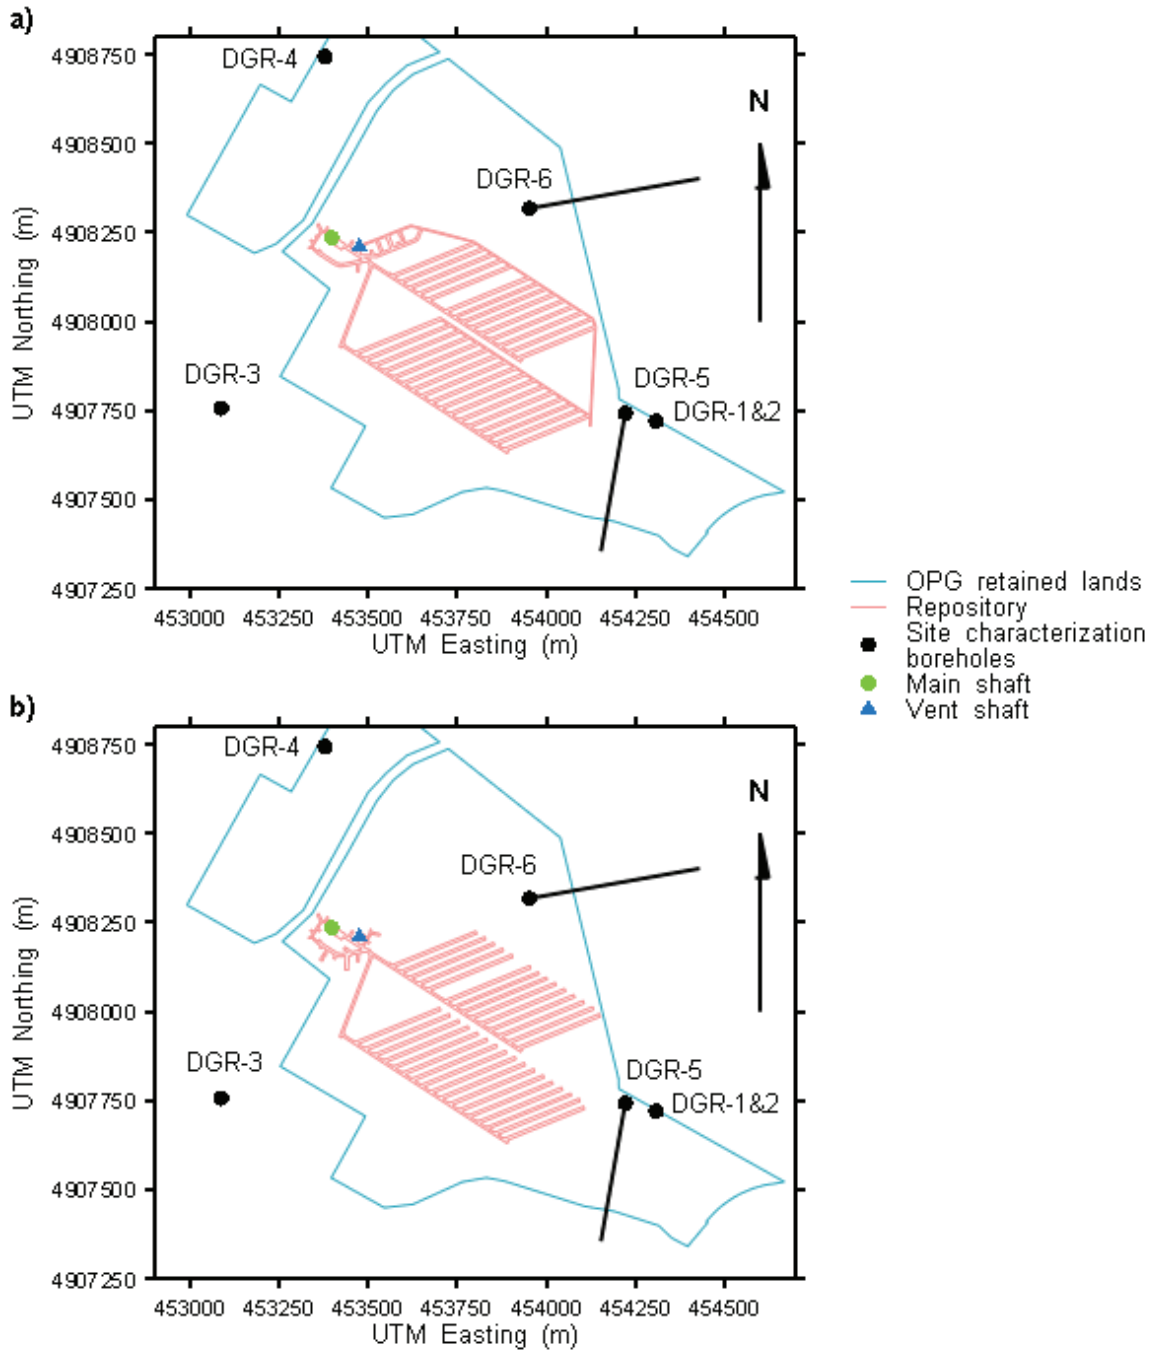 a)
4908750
4908500
4908250
4908000
4907750
4907500
4907250
UTM Northing (m)
DGR-4
DGR-6
DGR-3
DGR-5
DGR-1&2
N
453000 453250 453500 453750 454000 454250 454500
UTM Easting (m)
OPG retained lands
Repository
Site characterization
boreholes
Main shaft
Vent shaft
b)
4908750
4908500
4908250
4908000
4907750
4907500
4907250
UTM Northing (m)
DGR-4
DGR-6
DGR-3
DGR-5
DGR-1&2
N
453000 453250 453500 453750 454000 454250 454500
UTM Easting (m)